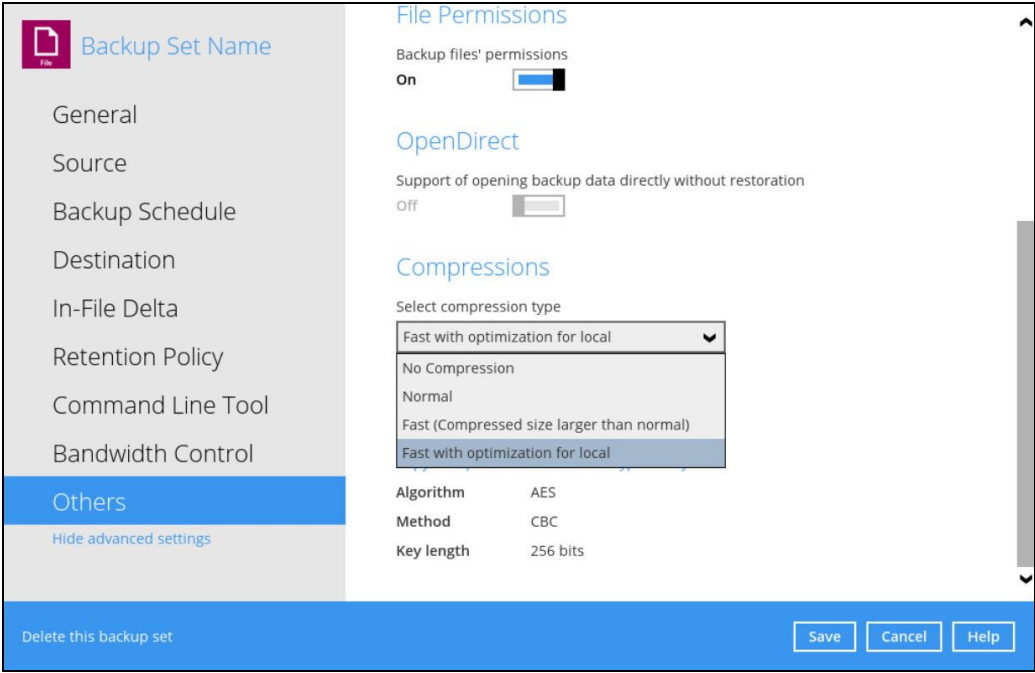 File
Backup Set Name
General
Source
Backup Schedule
Destination
In-File Delta
Retention Policy
Command Line Tool
Bandwidth Control
Others
Hide advanced settings
File Permissions
Backup files' permissions
On
OpenDirect
Support of opening backup data directly without restoration
Off
Compressions
Select compression type
Fast with optimization for local
No Compression
Normal
Fast (Compressed size larger than normal)
Fast with optimization for local
Algorithm AES
Method CBC
Key length 256 bits
Delete this backup set
Save Cancel Help